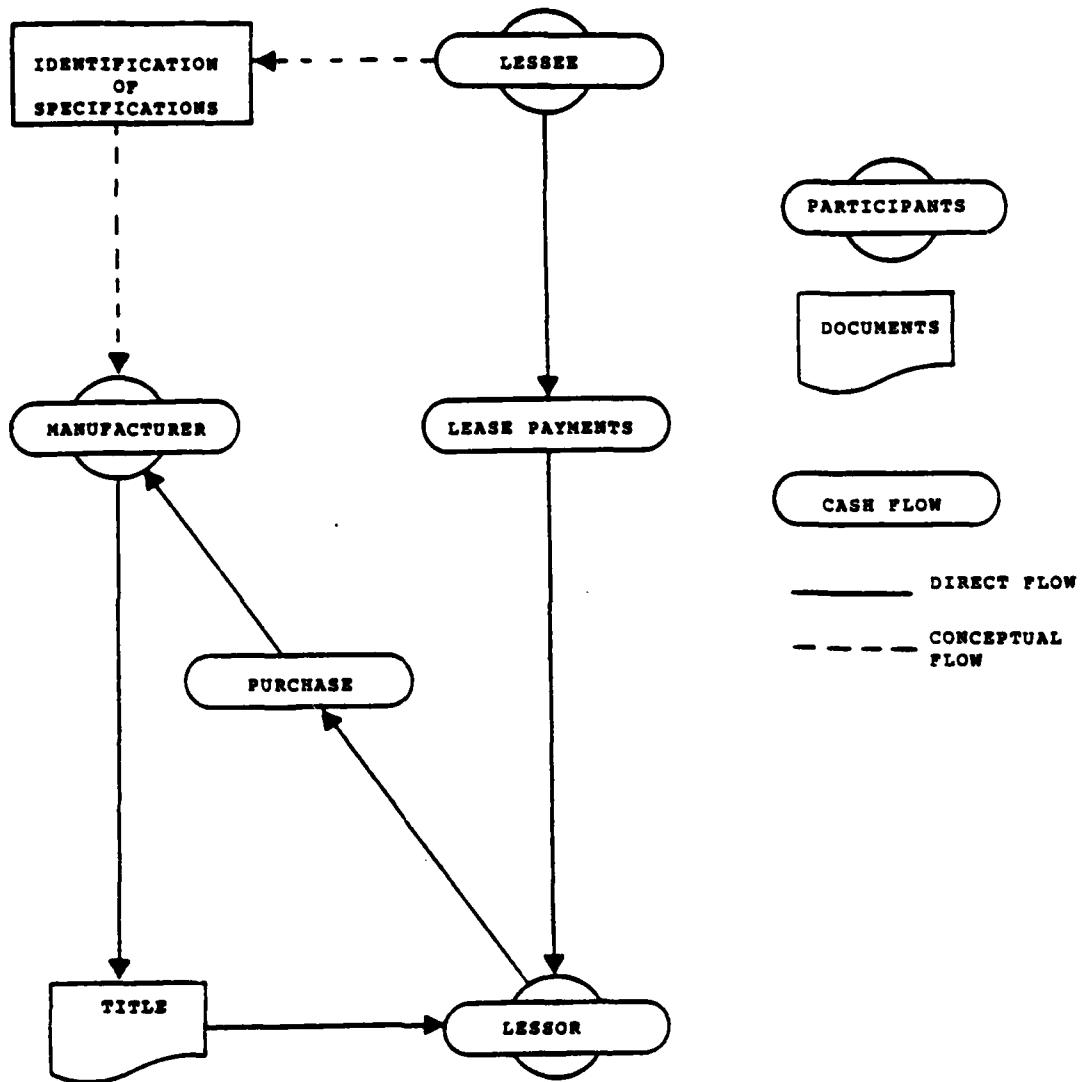 IDENTIFICATION
OF
SPECIFICATIONS
LESSEE
PARTICIPANTS
DOCUMENTS
MANUFACTURER
LEASE PAYMENTS
CASH FLOW
DIRECT FLOW
CONCEPTUAL
FLOW
PURCHASE
TITLE
LESSOR